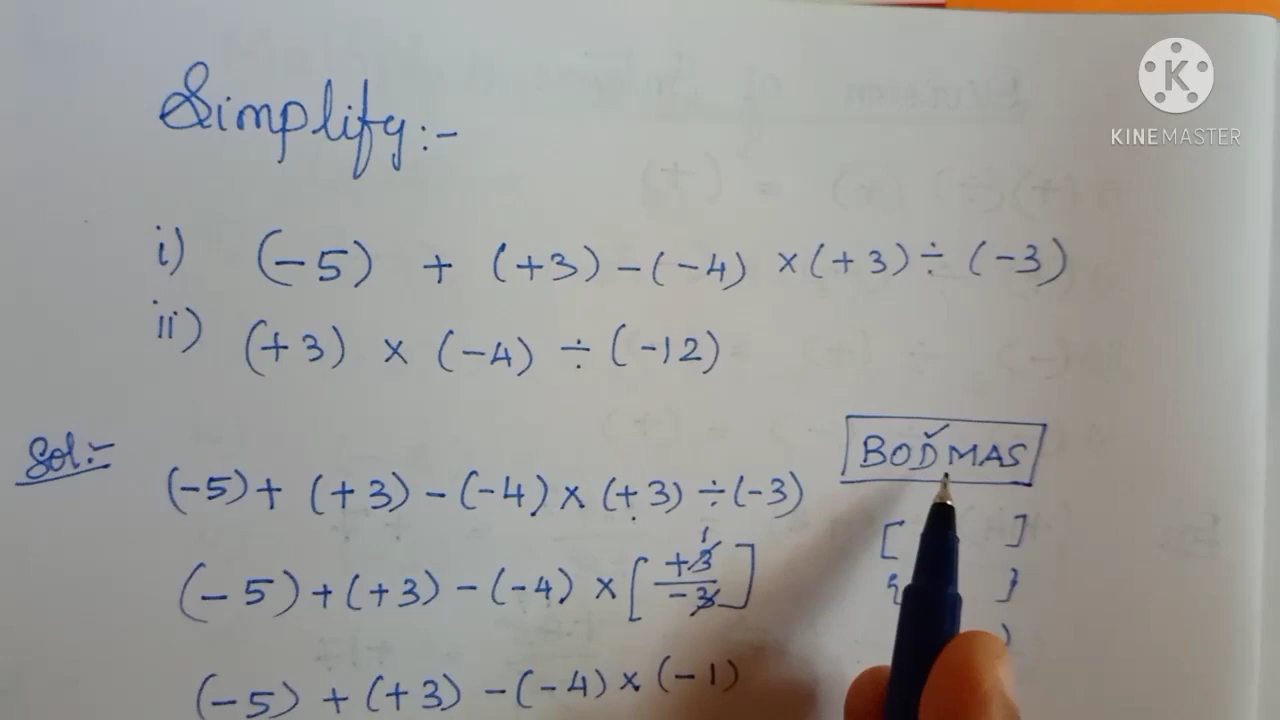 KINEMASTER
Simplify:-
i) (-5) + (+3) - (-4) × (+3) ÷ (-3)
ii) (+3) × (-4) ÷ (-12)
Sol:-
BODMAS
(-5) + (+3) - (-4) × (+3) ÷ (-3)
[ ]
(-5) + (+3) - (-4) × [ +3 1 / -3 ]
{ }
)
(-5) + (+3) - (-4) × (-1)